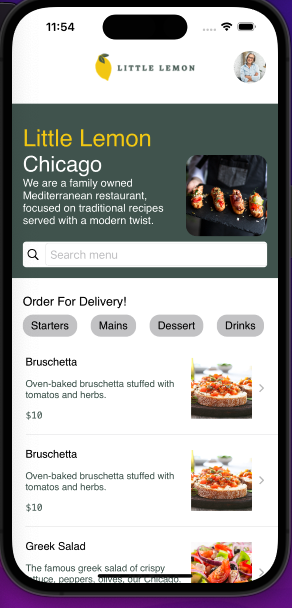 11:54
LITTLE LEMON
Little Lemon
Chicago
We are a family owned
Mediterranean restaurant,
focused on traditional recipes
served with a modern twist.
Search menu
Order For Delivery!
Starters
Mains
Dessert
Drinks
Bruschetta
Oven-baked bruschetta stuffed with
tomatos and herbs.
$10
Bruschetta
Oven-baked bruschetta stuffed with
tomatos and herbs.
$10
Greek Salad
The famous greek salad of crispy
lettuce, peppers, olives, our Chicago.